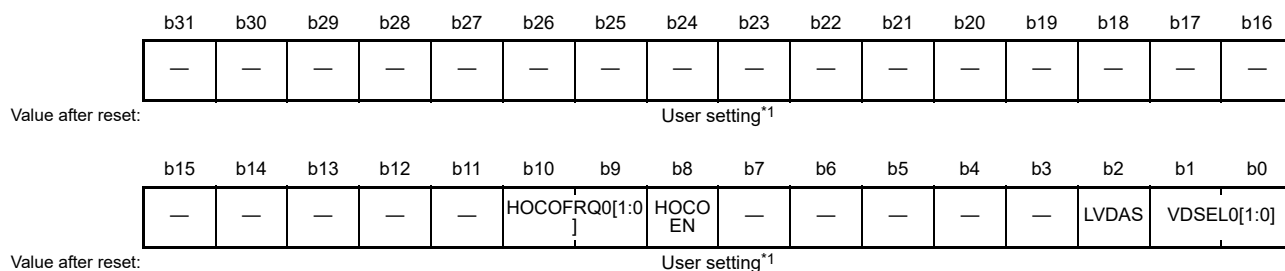 b31 b30 b29 b28 b27 b26 b25 b24 b23 b22 b21 b20 b19 b18 b17 b16
— — — — — — — — — — — — — — — —
Value after reset: User setting*1
b15 b14 b13 b12 b11 b10 b9 b8 b7 b6 b5 b4 b3 b2 b1 b0
— — — — — HOCOFRQ0[1:0 HOCO — — — — — LVDAS VDSEL0[1:0]
] EN
Value after reset: User setting*1